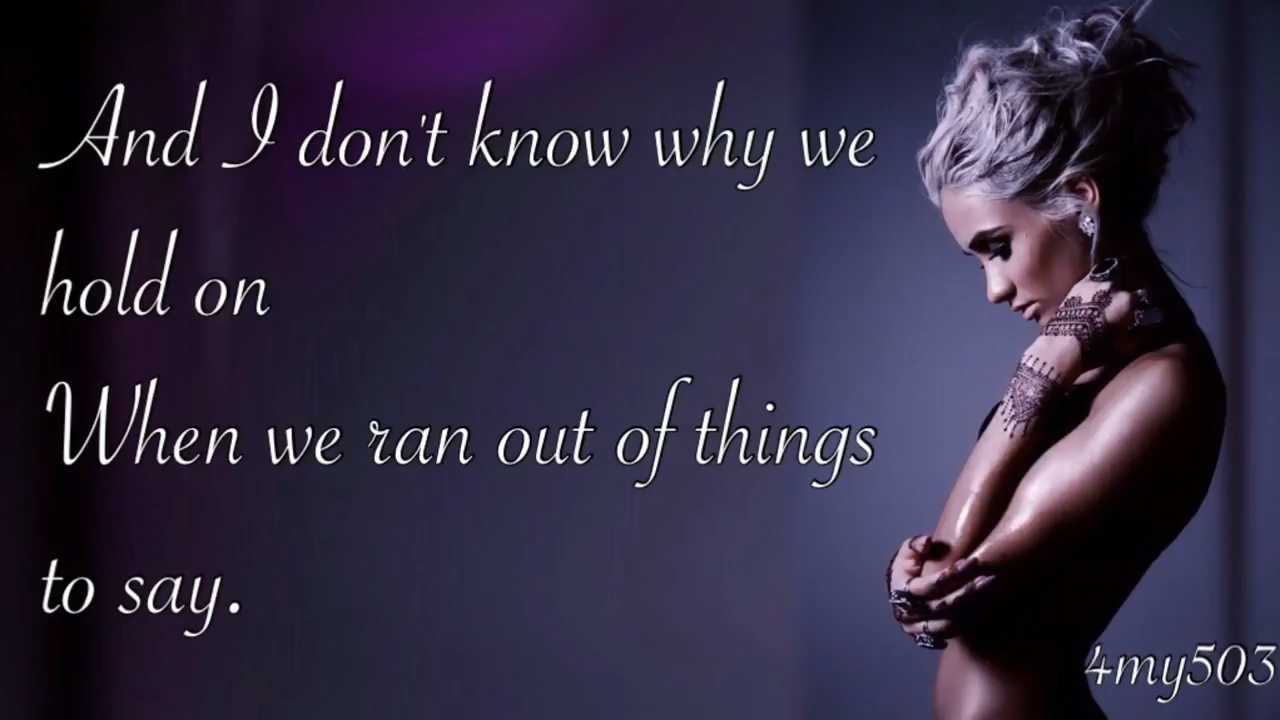 And I don't know why we
hold on
When we ran out of things
to say.
4my503